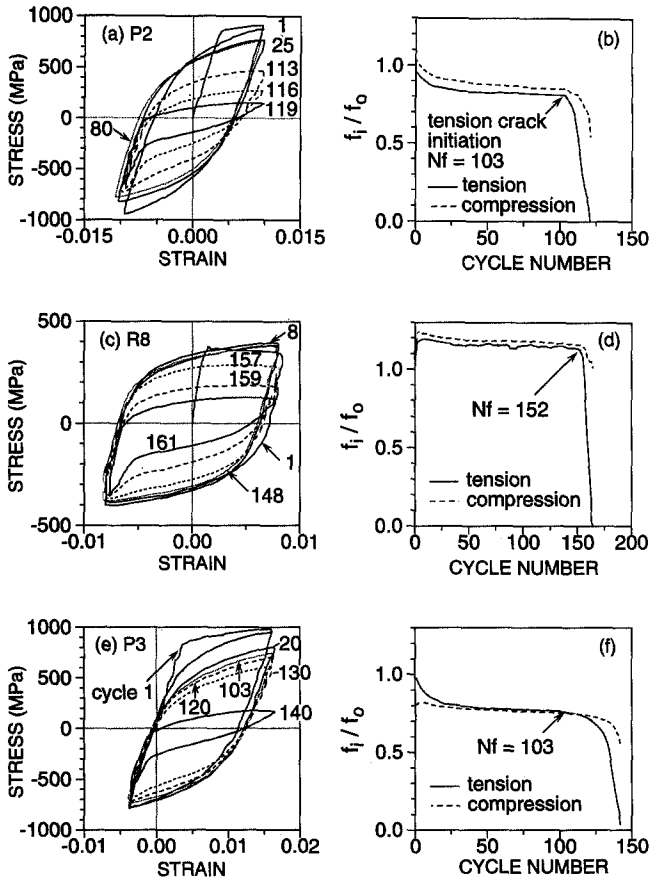 (a) P2
1
25
113
116
119
80
1000
500
0
-500
-1000
-0.015
0.000
0.015
STRESS (MPa)
STRAIN
(b)
fi / fo
1.0
0.5
0.0
tension crack
initiation
Nf = 103
tension
compression
0
50
100
150
CYCLE NUMBER
(c) R8
8
157
159
161
1
148
500
0
-500
-0.01
0.00
0.01
STRESS (MPa)
STRAIN
(d)
fi / fo
1.0
0.5
0.0
Nf = 152
tension
compression
0
50
100
150
200
CYCLE NUMBER
(e) P3
cycle 1
20
103
120
130
140
1000
500
0
-500
-1000
-0.01
0.00
0.01
0.02
STRESS (MPa)
STRAIN
(f)
fi / fo
1.0
0.5
0.0
Nf = 103
tension
compression
0
50
100
150
CYCLE NUMBER